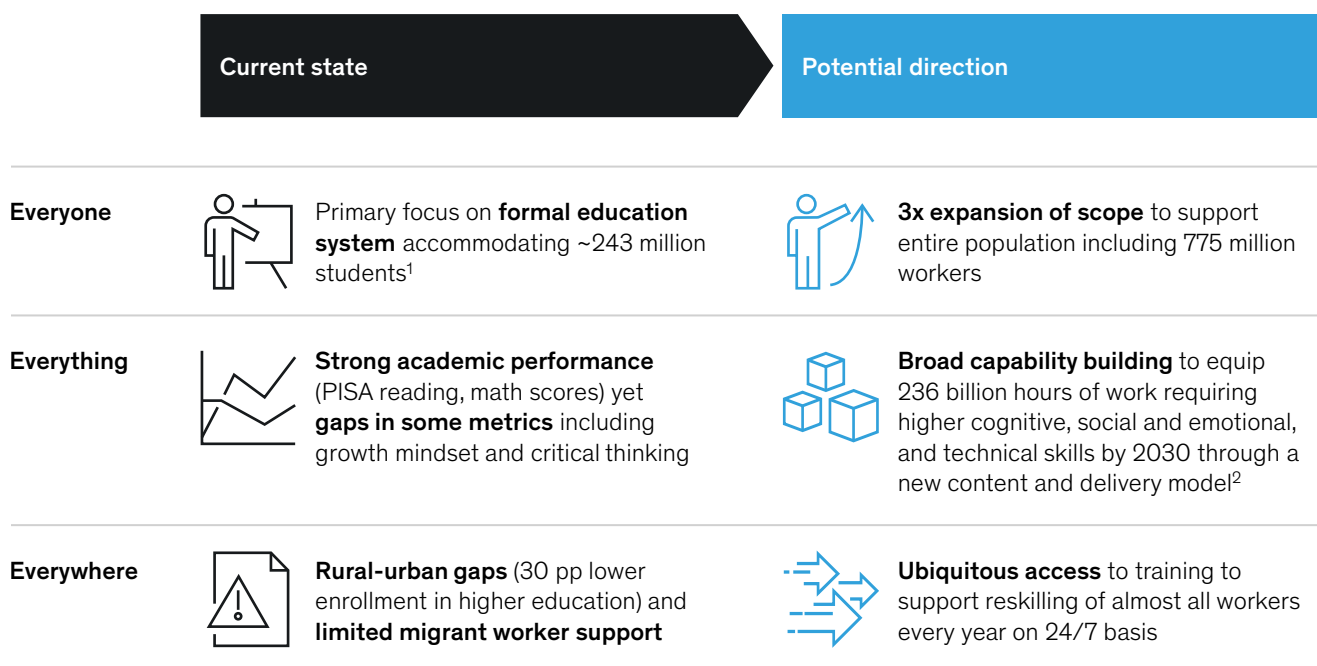 Current state
Potential direction
Everyone
Primary focus on formal education
system accommodating ~243 million
students¹
3x expansion of scope to support
entire population including 775 million
workers
Everything
Strong academic performance
(PISA reading, math scores) yet
gaps in some metrics including
growth mindset and critical thinking
Broad capability building to equip
236 billion hours of work requiring
higher cognitive, social and emotional,
and technical skills by 2030 through a
new content and delivery model²
Everywhere
Rural-urban gaps (30 pp lower
enrollment in higher education) and
limited migrant worker support
Ubiquitous access to training to
support reskilling of almost all workers
every year on 24/7 basis